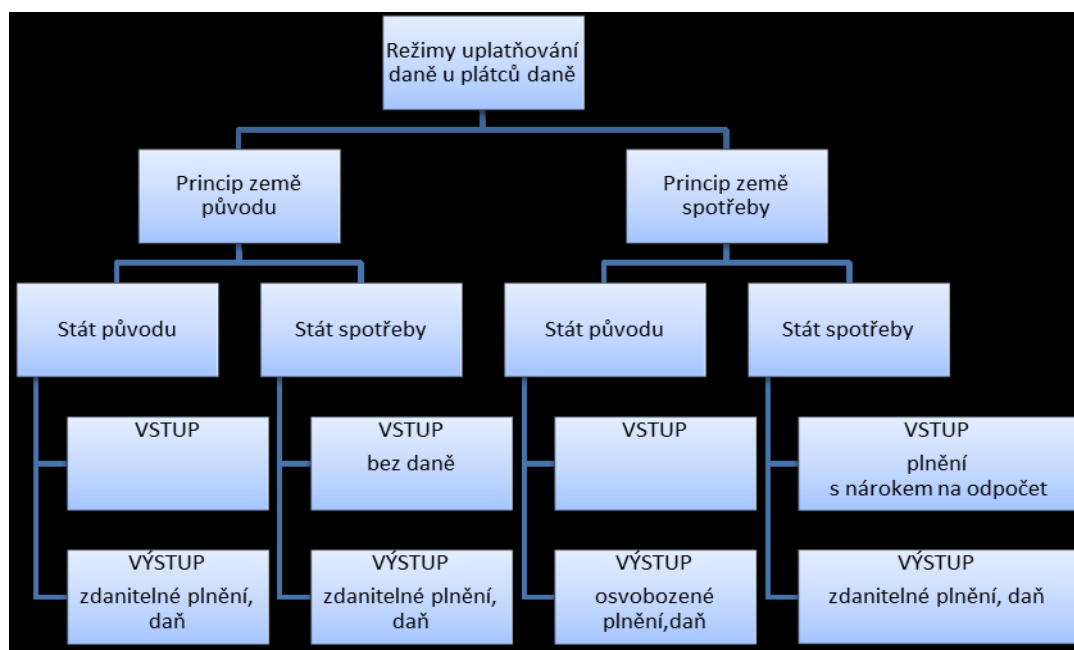 Režimy uplatňování
daně u plátců daně
Princip země
původu
Princip země
spotřeby
Stát původu
Stát spotřeby
Stát původu
Stát spotřeby
VSTUP
VSTUP
bez daně
VSTUP
VSTUP
plnění
s nárokem na odpočet
VÝSTUP
zdanitelné plnění,
daň
VÝSTUP
zdanitelné plnění,
daň
VÝSTUP
osvobozené
plnění,daň
VÝSTUP
zdanitelné plnění, daň